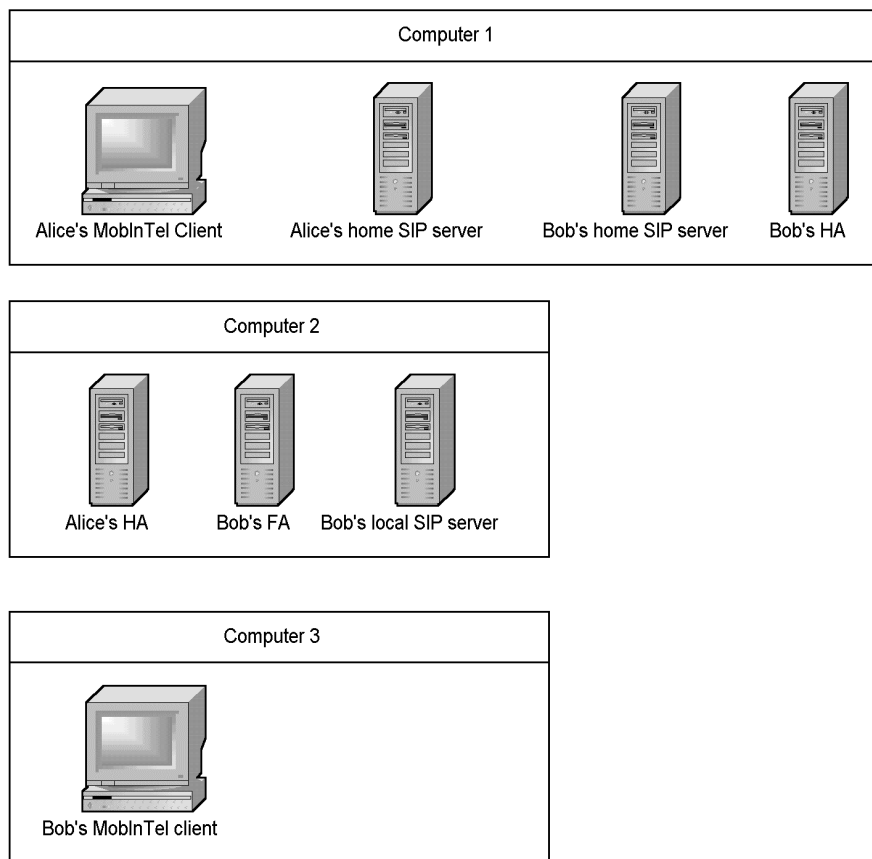 Computer 1
Alice's MobInTel Client
Alice's home SIP server
Bob's home SIP server
Bob's HA
Computer 2
Alice's HA
Bob's FA
Bob's local SIP server
Computer 3
Bob's MobInTel client